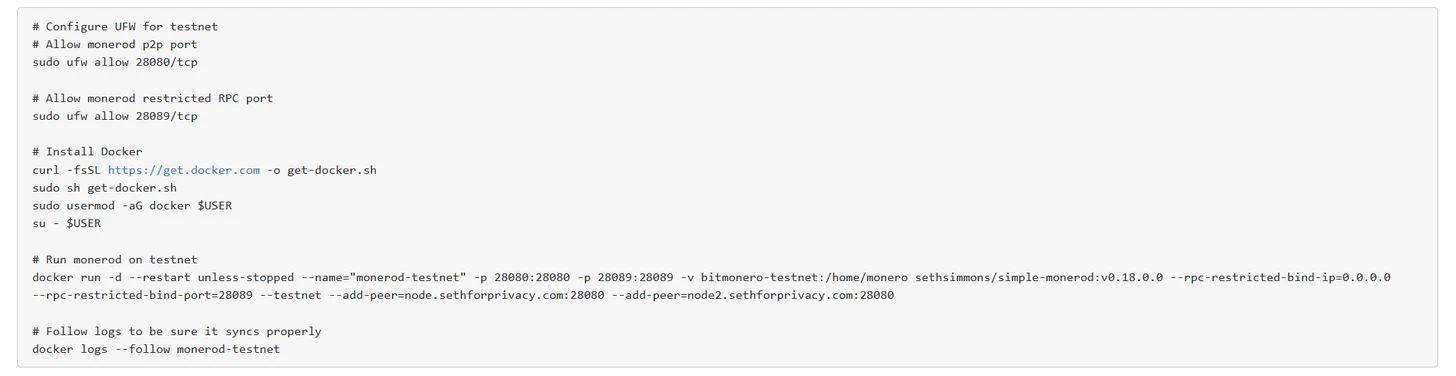 # Configure UFW for testnet
# Allow monerod p2p port
sudo ufw allow 28080/tcp

# Allow monerod restricted RPC port
sudo ufw allow 28089/tcp

# Install Docker
curl -fsSL https://get.docker.com -o get-docker.sh
sudo sh get-docker.sh
sudo usermod -aG docker $USER
su - $USER

# Run monerod on testnet
docker run -d --restart unless-stopped --name="monerod-testnet" -p 28080:28080 -p 28089:28089 -v bitmonero-testnet:/home/monero sethsimmons/simple-monerod:v0.18.0.0 --rpc-restricted-bind-ip=0.0.0.0
--rpc-restricted-bind-port=28089 --testnet --add-peer=node.sethforprivacy.com:28080 --add-peer=node2.sethforprivacy.com:28080

# Follow logs to be sure it syncs properly
docker logs --follow monerod-testnet